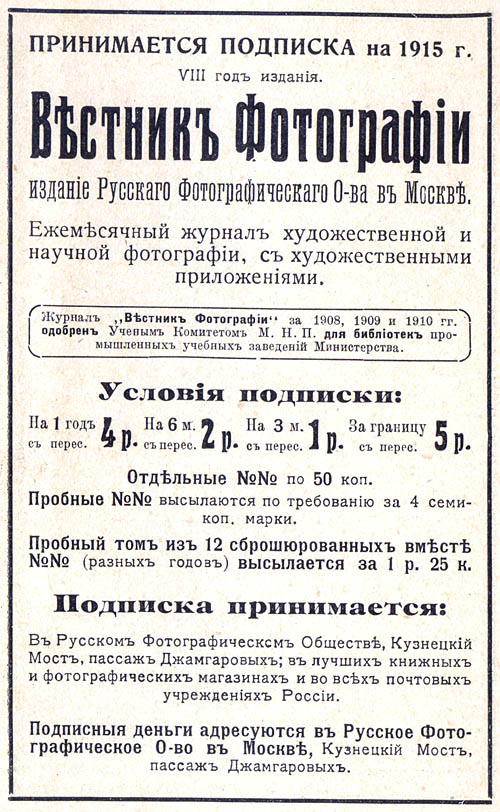 ПРИНИМАЕТСЯ ПОДПИСКА на 1915 г.
VIII годъ изданія.
Вѣстникъ Фотографіи
изданіе Русскаго Фотографическаго О-ва въ Москвѣ.
Ежемѣсячный журналъ художественной и
научной фотографіи, съ художественными
приложеніями.
Журналъ „Вѣстник Фотографіи“ за 1908, 1909 и 1910 гг.
одобренъ Ученымъ Комитетомъ М. Н. П. для библіотек про-
мышленныхъ учебныхъ заведеній Министерства.
Условія подписки:
На 1 годъ съ перес. 4 р. На 6 м. съ перес. 2 р. На 3 м. съ перес. 1 р. За границу съ перес. 5 р.
Отдѣльные №№ по 50 коп.
Пробные №№ высылаются по требованію за 4 семи-
коп. марки.
Пробный томъ изъ 12 сброшюрованныхъ вмѣстѣ
№№ (разныхъ годовъ) высылается за 1 р. 25 к.
Подписка принимается:
Въ Русскомъ Фотографическсмъ Обществѣ, Кузнецкій
Мостъ, пассажъ Джамгаровыхъ; въ лучшихъ книжныхъ
и фотографическихъ магазинахъ и во всѣхъ почтовыхъ
учрежденіяхъ Россіи.
Подписныя деньги адресуются въ Русское Фото-
графическое О-во въ Москвѣ, Кузнецкій Мостъ,
пассажъ Джамгаровыхъ.